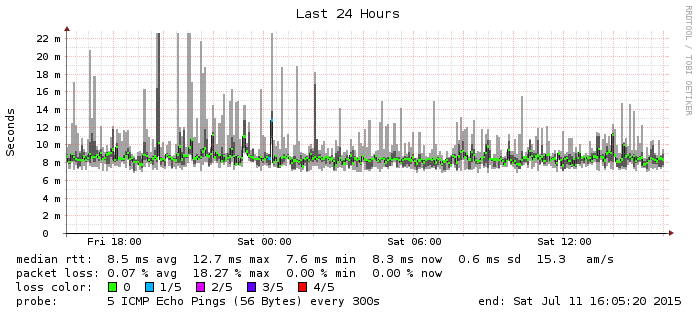 Last 24 Hours
RRDTOOL / TOBI OETIKER
Seconds
22 m
20 m
18 m
16 m
14 m
12 m
10 m
8 m
6 m
4 m
2 m
0
Fri 18:00 Sat 00:00 Sat 06:00 Sat 12:00
median rtt: 8.5 ms avg 12.7 ms max 7.6 ms min 8.3 ms now 0.6 ms sd 15.3 am/s
packet loss: 0.07 % avg 18.27 % max 0.00 % min 0.00 % now
loss color: 0 1/5 2/5 3/5 4/5
probe: 5 ICMP Echo Pings (56 Bytes) every 300s end: Sat Jul 11 16:05:20 2015